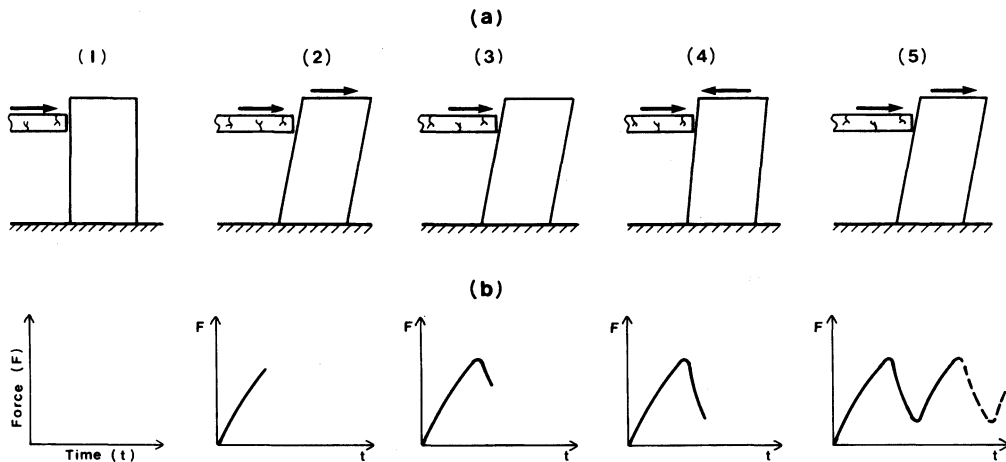 (a)
(1) (2) (3) (4) (5)
(b)
Force (F) F F F F
Time (t) t t t t